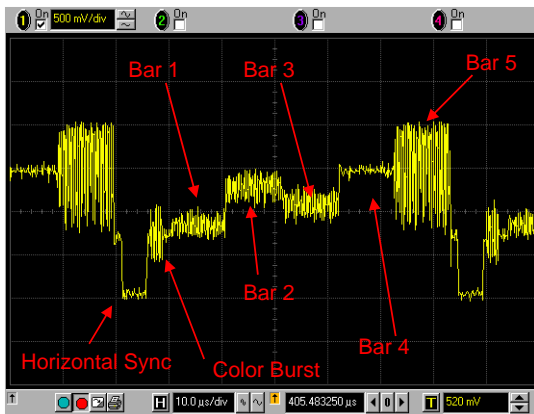 1 On 500 mV/div 2 On 3 On 4 On
Bar 1
Bar 3
Bar 5
Bar 2
Bar 4
Horizontal Sync
Color Burst
H 10.0 µs/div 405.483250 µs 0 T 520 mV